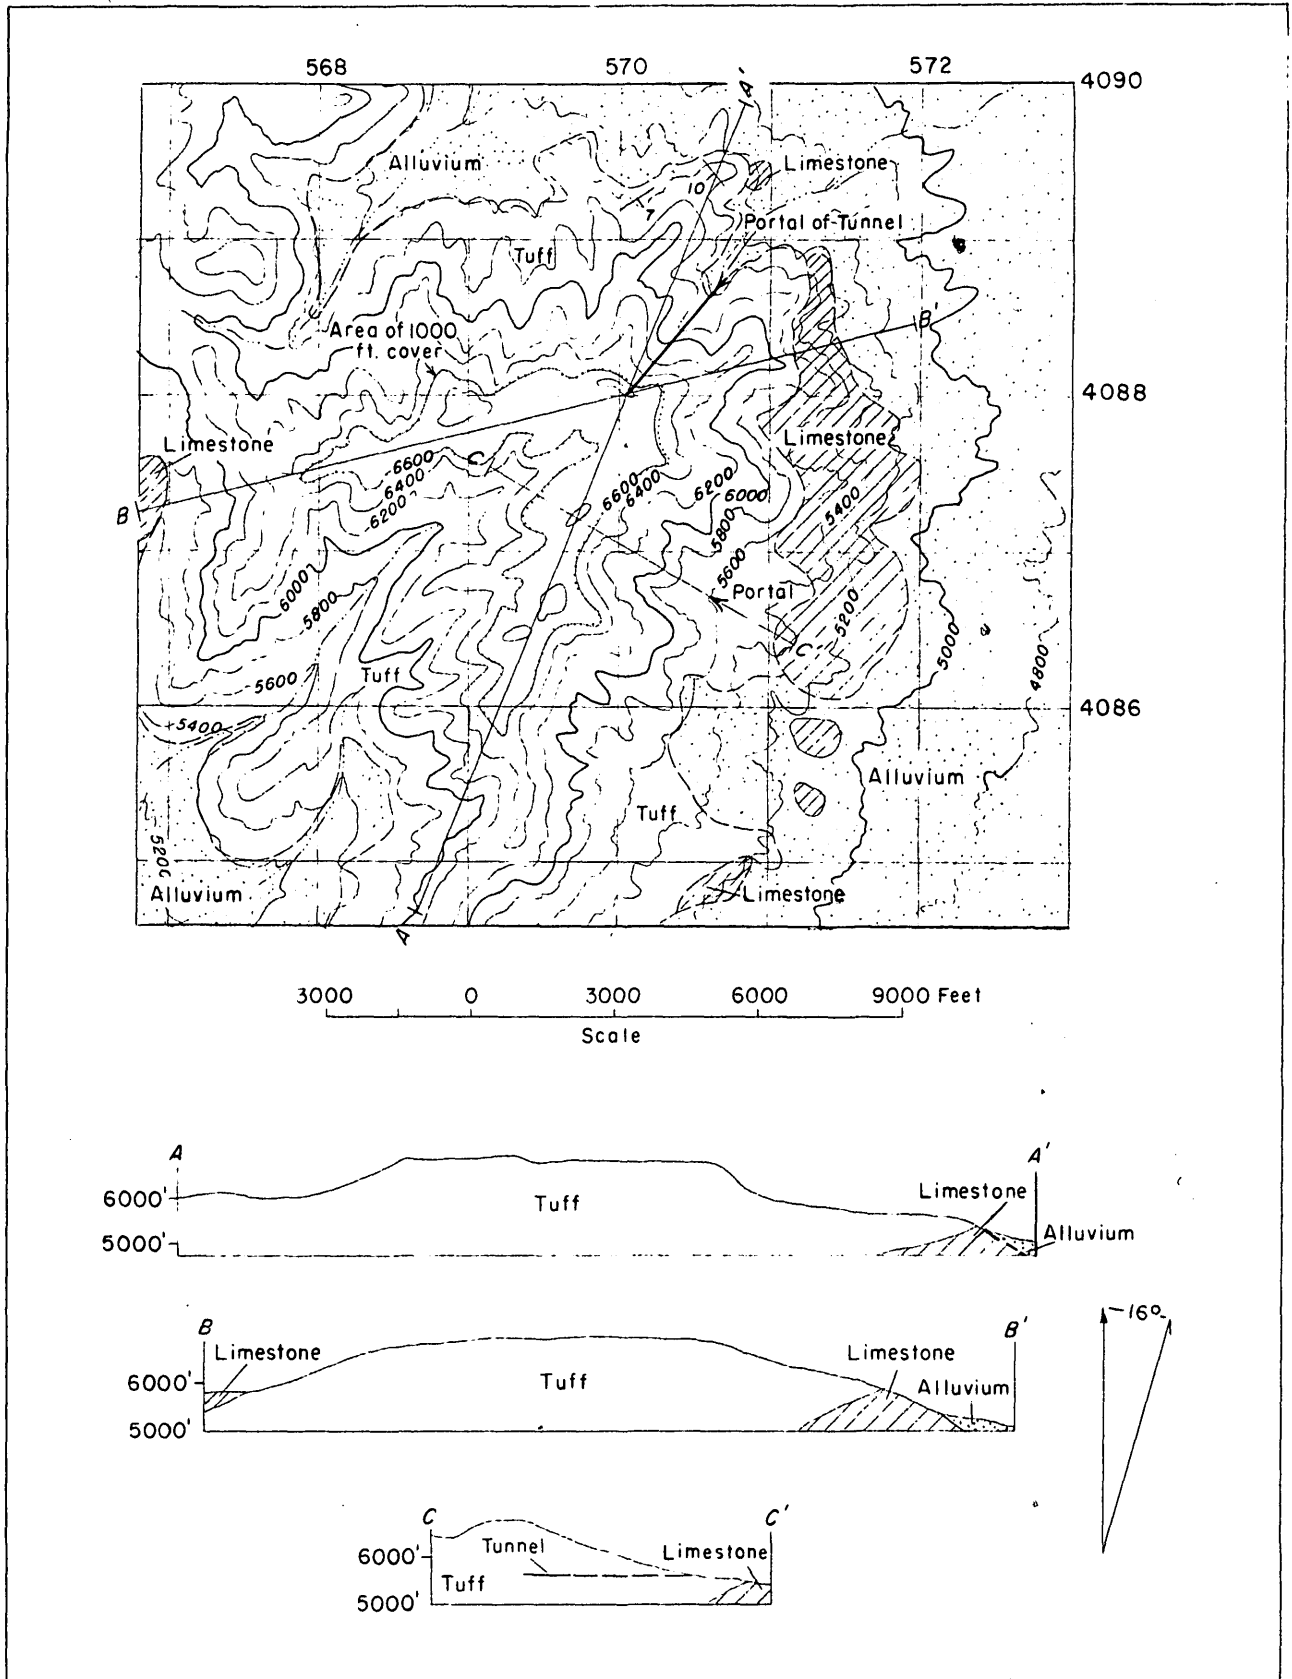 568 570 572
A'
4090
Alluvium
Limestone
10
7
Portal of Tunnel
Tuff
B'
Area of 1000
ft. cover
4088
Limestone
Limestone
6600
C
6400
6200
6600
6400
6200
6000
5800
5600
5400
B
6000
5800
Portal
5200
C'
5000
4800
5600
Tuff
5400
4086
Alluvium
Tuff
5200
Alluvium
Limestone
A
3000 0 3000 6000 9000 Feet
Scale
A A'
6000'
Tuff
Limestone
5000'
Alluvium
B B'
Limestone
Limestone
6000'
Tuff
Alluvium
5000'
16°
C C'
6000'
Tunnel
Limestone
Tuff
5000'